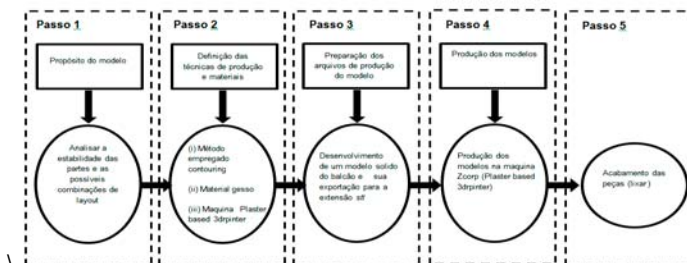 Passo 1
Propósito do modelo
Analisar a
estabilidade das
partes e as
possíveis
combinações de
layout
Passo 2
Definição das
técnicas de produção
e materiais
(i) Método
empregado
contouring
(ii) Material gesso
(iii) Maquina Plaster
based 3drpinter
Passo 3
Preparação dos
arquivos de produção
do modelo
Desenvolvimento
de um modelo solido
do balcão e sua
exportação para a
extensão stl
Passo 4
Produção dos modelos
Produção dos
modelos na maquina
Zcorp (Plaster based
3drpinter)
Passo 5
Acabamento das
peças (lixar)
\